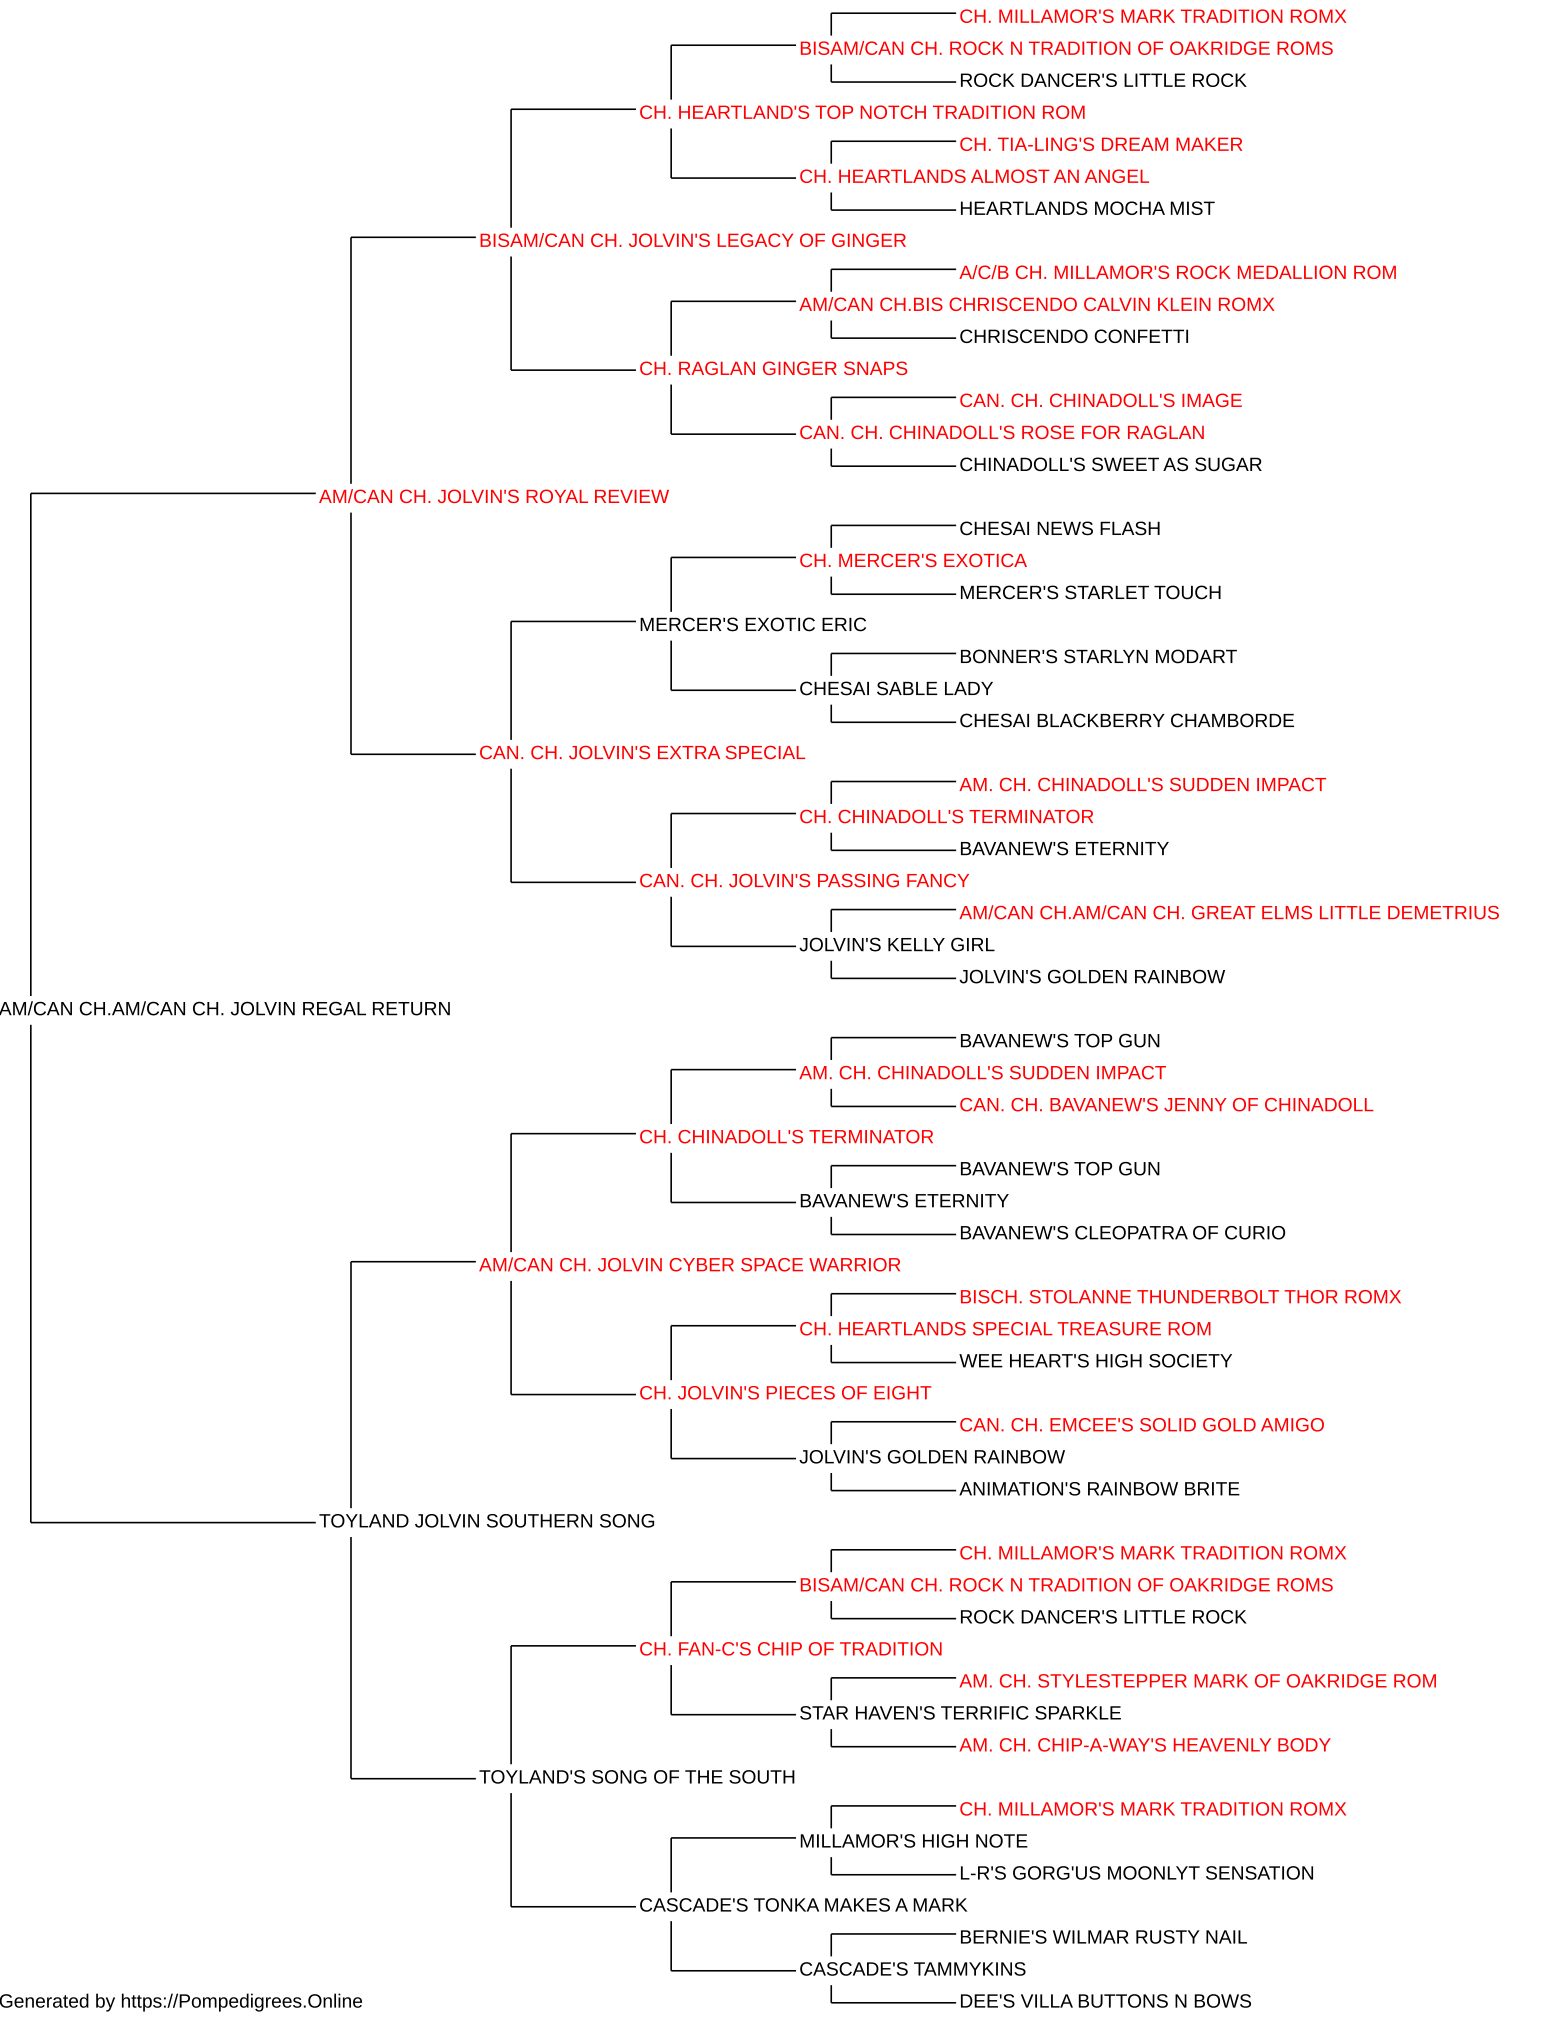 CH. MILLAMOR'S MARK TRADITION ROMX
BISAM/CAN CH. ROCK N TRADITION OF OAKRIDGE ROMS
ROCK DANCER'S LITTLE ROCK
CH. HEARTLAND'S TOP NOTCH TRADITION ROM
CH. TIA-LING'S DREAM MAKER
CH. HEARTLANDS ALMOST AN ANGEL
HEARTLANDS MOCHA MIST
BISAM/CAN CH. JOLVIN'S LEGACY OF GINGER
A/C/B CH. MILLAMOR'S ROCK MEDALLION ROM
AM/CAN CH.BIS CHRISCENDO CALVIN KLEIN ROMX
CHRISCENDO CONFETTI
CH. RAGLAN GINGER SNAPS
CAN. CH. CHINADOLL'S IMAGE
CAN. CH. CHINADOLL'S ROSE FOR RAGLAN
CHINADOLL'S SWEET AS SUGAR
AM/CAN CH. JOLVIN'S ROYAL REVIEW
CHESAI NEWS FLASH
CH. MERCER'S EXOTICA
MERCER'S STARLET TOUCH
MERCER'S EXOTIC ERIC
BONNER'S STARLYN MODART
CHESAI SABLE LADY
CHESAI BLACKBERRY CHAMBORDE
CAN. CH. JOLVIN'S EXTRA SPECIAL
AM. CH. CHINADOLL'S SUDDEN IMPACT
CH. CHINADOLL'S TERMINATOR
BAVANEW'S ETERNITY
CAN. CH. JOLVIN'S PASSING FANCY
AM/CAN CH.AM/CAN CH. GREAT ELMS LITTLE DEMETRIUS
JOLVIN'S KELLY GIRL
JOLVIN'S GOLDEN RAINBOW
AM/CAN CH.AM/CAN CH. JOLVIN REGAL RETURN
BAVANEW'S TOP GUN
AM. CH. CHINADOLL'S SUDDEN IMPACT
CAN. CH. BAVANEW'S JENNY OF CHINADOLL
CH. CHINADOLL'S TERMINATOR
BAVANEW'S TOP GUN
BAVANEW'S ETERNITY
BAVANEW'S CLEOPATRA OF CURIO
AM/CAN CH. JOLVIN CYBER SPACE WARRIOR
BISCH. STOLANNE THUNDERBOLT THOR ROMX
CH. HEARTLANDS SPECIAL TREASURE ROM
WEE HEART'S HIGH SOCIETY
CH. JOLVIN'S PIECES OF EIGHT
CAN. CH. EMCEE'S SOLID GOLD AMIGO
JOLVIN'S GOLDEN RAINBOW
ANIMATION'S RAINBOW BRITE
TOYLAND JOLVIN SOUTHERN SONG
CH. MILLAMOR'S MARK TRADITION ROMX
BISAM/CAN CH. ROCK N TRADITION OF OAKRIDGE ROMS
ROCK DANCER'S LITTLE ROCK
CH. FAN-C'S CHIP OF TRADITION
AM. CH. STYLESTEPPER MARK OF OAKRIDGE ROM
STAR HAVEN'S TERRIFIC SPARKLE
AM. CH. CHIP-A-WAY'S HEAVENLY BODY
TOYLAND'S SONG OF THE SOUTH
CH. MILLAMOR'S MARK TRADITION ROMX
MILLAMOR'S HIGH NOTE
L-R'S GORG'US MOONLYT SENSATION
CASCADE'S TONKA MAKES A MARK
BERNIE'S WILMAR RUSTY NAIL
CASCADE'S TAMMYKINS
DEE'S VILLA BUTTONS N BOWS
Generated by https://Pompedigrees.Online